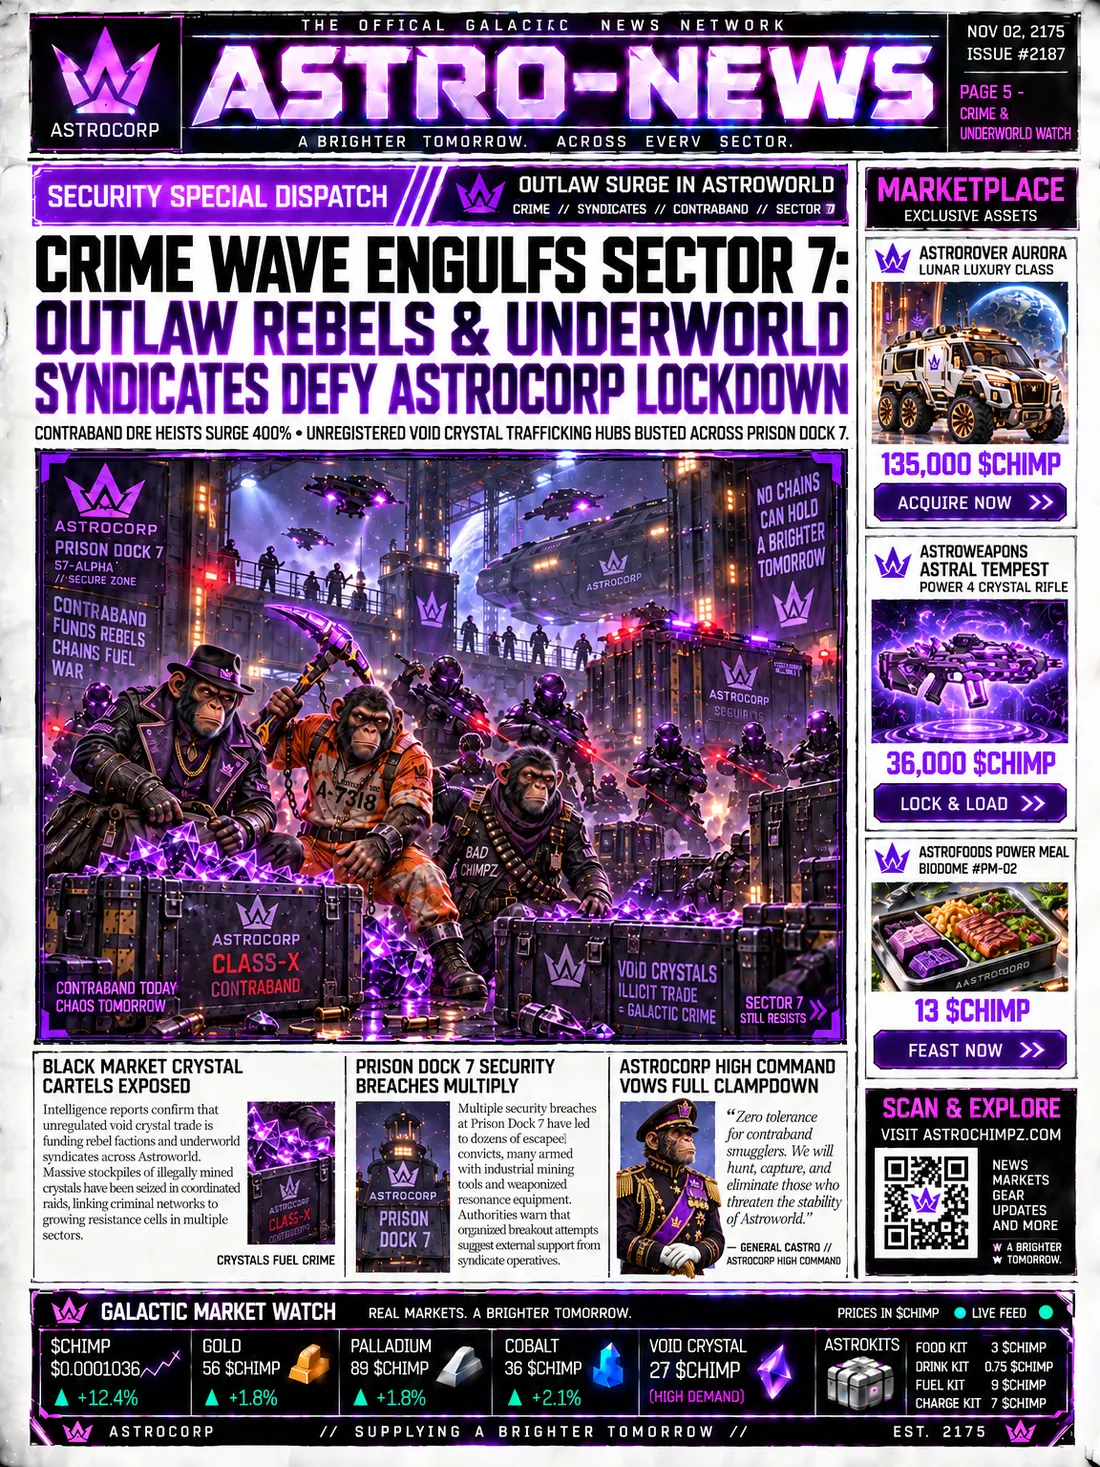 THE OFFICAL GALACIIC NEWS NETWORK
ASTRO-NEWS
A BRIGHTER TOMORROW. ACROSS EVERV SECTOR.
ASTROCORP
NOV 02, 2175
ISSUE #2187
PAGE 5 -
CRIME &
UNDERWORLD WATCH
SECURITY SPECIAL DISPATCH
OUTLAW SURGE IN ASTROWORLD
CRIME // SYNDICATES // CONTRABAND // SECTOR 7
CRIME WAVE ENGULFS SECTOR 7:
OUTLAW REBELS & UNDERWORLD
SYNDICATES DEFY ASTROCORP LOCKDOWN
CONTRABAND DRE HEISTS SURGE 400% • UNREGISTERED VOID CRYSTAL TRAFFICKING HUBS BUSTED ACROSS PRISON DOCK 7.
ASTROCORP
PRISON DOCK 7
57-ALPHA
// SECURE ZONE
CONTRABAND
FUNDS REBELS
CHAINS FUEL
WAR
NO CHAINS
CAN HOLD
A BRIGHTER
TOMORROW
ASTROCORP
ASTROCORP
A-7318
BAD
CHIMPZ
ASTROCORP
CLASS-X
CONTRABAND
CONTRABAND TODAY
CHAOS TOMORROW
VOID CRYSTALS
ILLICIT TRADE
= GALACTIC CRIME
SECTOR 7
STILL RESISTS
BLACK MARKET CRYSTAL
CARTELS EXPOSED
Intelligence reports confirm that
unregulated void crystal trade is
funding rebel factions and underworld
syndicates across Astroworld.
Massive stockpiles of illegally mined
crystals have been seized in coordinated
raids, linking criminal networks to
growing resistance cells in multiple
sectors.
ASTROCORP
CLASS-X
CRYSTALS FUEL CRIME
PRISON DOCK 7 SECURITY
BREACHES MULTIPLY
ASTROCORP
PRISON
DOCK 7
Multiple security breaches
at Prison Dock 7 have led
to dozens of escapel
convicts, many armed
with industrial mining
tools and weaponized
resonance equipment.
Authorities warn that
organized breakout attempts
suggest external support from
syndicate operatives.
ASTROCORP HIGH COMMAND
VOWS FULL CLAMPDOWN
“Zero tolerance
for contraband
smugglers. We will
hunt, capture, and
eliminate those who
threaten the stability
of Astroworld.”
— GENERAL CASTRO //
ASTROCORP HIGH COMMAND
MARKETPLACE
EXCLUSIVE ASSETS
ASTROROVER AURORA
LUNAR LUXURY CLASS
135,000 $CHIMP
ACQUIRE NOW >>
ASTROWEAPONS
ASTRAL TEMPEST
POWER 4 CRYSTAL RIFLE
36,000 $CHIMP
LOCK & LOAD >>
ASTROFOODS POWER MEAL
BIODOME #PM-02
13 $CHIMP
FEAST NOW >>
SCAN & EXPLORE
VISIT ASTROCHIMPZ.COM
NEWS
MARKETS
GEAR
UPDATES
AND MORE
A BRIGHTER
TOMORROW.
GALACTIC MARKET WATCH
REAL MARKETS. A BRIGHTER TOMORROW.
PRICES IN $CHIMP
LIVE FEED
$CHIMP
$0.0001036
▲ +12.4%
GOLD
56 $CHIMP
▲ +1.8%
PALLADIUM
89 $CHIMP
▲ +1.8%
COBALT
36 $CHIMP
▲ +2.1%
VOID CRYSTAL
27 $CHIMP
(HIGH DEMAND)
ASTROKITS
FOOD KIT 3 $CHIMP
DRINK KIT 0.75 $CHIMP
FUEL KIT 9 $CHIMP
CHARGE KIT 7 $CHIMP
ASTROCORP
// SUPPLYING A BRIGHTER TOMORROW //
EST. 2175